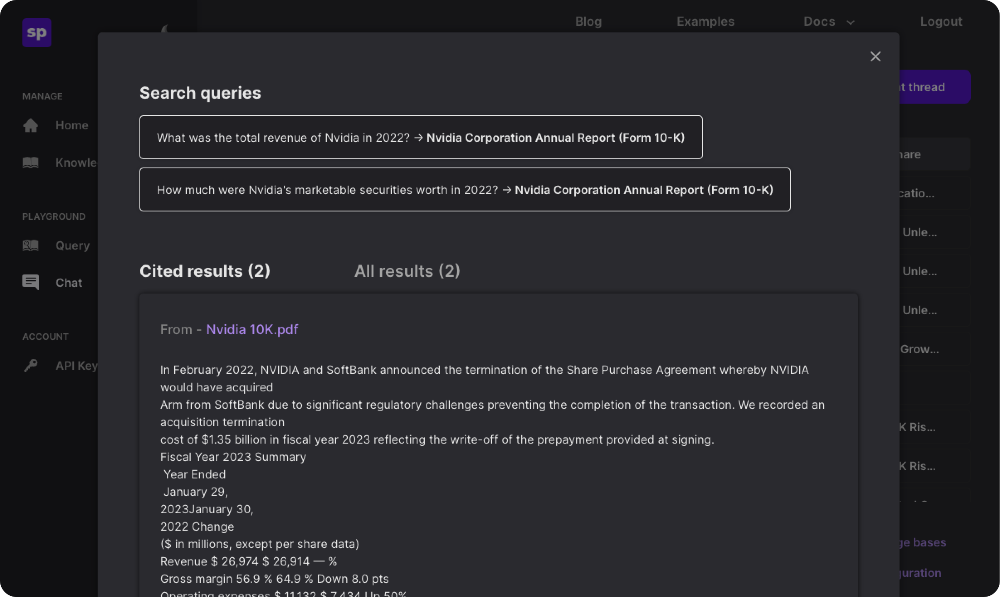 sp
Blog
Examples
Docs
Logout
MANAGE
Home
Knowle
PLAYGROUND
Query
Chat
ACCOUNT
API Key
Search queries
What was the total revenue of Nvidia in 2022? → Nvidia Corporation Annual Report (Form 10-K)
How much were Nvidia's marketable securities worth in 2022? → Nvidia Corporation Annual Report (Form 10-K)
Cited results (2)
All results (2)
From - Nvidia 10K.pdf
In February 2022, NVIDIA and SoftBank announced the termination of the Share Purchase Agreement whereby NVIDIA
would have acquired
Arm from SoftBank due to significant regulatory challenges preventing the completion of the transaction. We recorded an
acquisition termination
cost of $1.35 billion in fiscal year 2023 reflecting the write-off of the prepayment provided at signing.
Fiscal Year 2023 Summary
Year Ended
January 29,
2023January 30,
2022 Change
($ in millions, except per share data)
Revenue $ 26,974 $ 26,914 — %
Gross margin 56.9 % 64.9 % Down 8.0 pts
Operating expenses $ 11,132 $ 7,434 Up 50%
thread
catio...
Unle...
Unle...
Unle...
Grow...
K Ris...
K Ris...
ge bases
guration